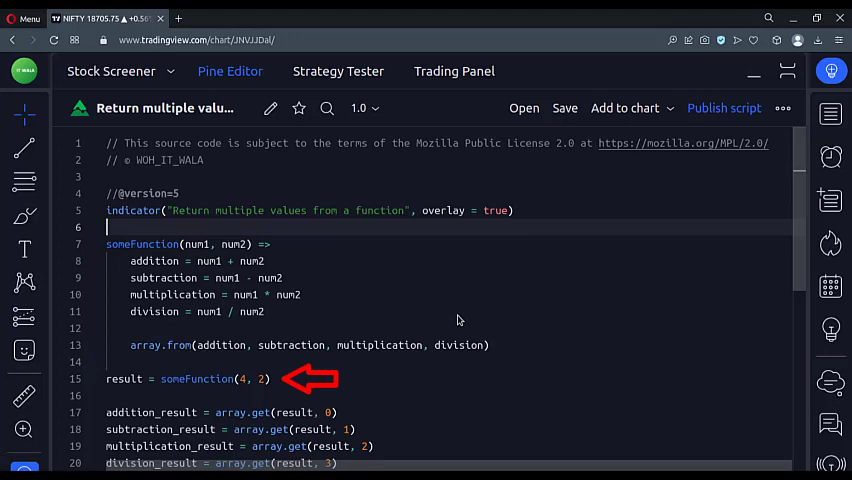 Menu
NIFTY 18705.75 ▲ +0.56%
www.tradingview.com/chart/JNVJJDal/
IT WALA
Stock Screener Pine Editor Strategy Tester Trading Panel
Return multiple valu... 1.0 Open Save Add to chart Publish script
1 // This source code is subject to the terms of the Mozilla Public License 2.0 at https://mozilla.org/MPL/2.0/
2 // © WOH_IT_WALA
3
4 //@version=5
5 indicator("Return multiple values from a function", overlay = true)
6
7 someFunction(num1, num2) =>
8 addition = num1 + num2
9 subtraction = num1 - num2
10 multiplication = num1 * num2
11 division = num1 / num2
12
13 array.from(addition, subtraction, multiplication, division)
14
15 result = someFunction(4, 2)
16
17 addition_result = array.get(result, 0)
18 subtraction_result = array.get(result, 1)
19 multiplication_result = array.get(result, 2)
20 division_result = array.get(result, 3)